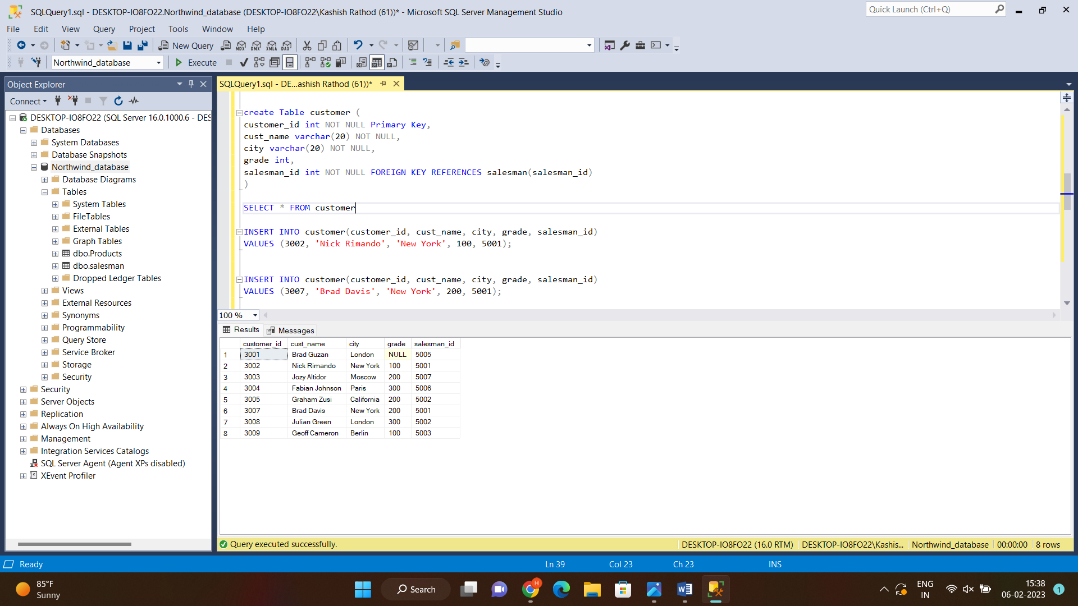 SQLQuery1.sql - DESKTOP-IO8FO22.Northwind_database (DESKTOP-IO8FO22\Kashish Rathod (61))* - Microsoft SQL Server Management Studio
Quick Launch (Ctrl+Q)
File Edit View Query Project Tools Window Help
New Query
Northwind_database
Execute
Object Explorer
Connect
DESKTOP-IO8FO22 (SQL Server 16.0.1000.6 - DES
Databases
System Databases
Database Snapshots
Northwind_database
Database Diagrams
Tables
System Tables
FileTables
External Tables
Graph Tables
dbo.Products
dbo.salesman
Dropped Ledger Tables
Views
External Resources
Synonyms
Programmability
Query Store
Service Broker
Storage
Security
Security
Server Objects
Replication
Always On High Availability
Management
Integration Services Catalogs
SQL Server Agent (Agent XPs disabled)
XEvent Profiler
SQLQuery1.sql - DE...ashish Rathod (61))*
create Table customer (
customer_id int NOT NULL Primary Key,
cust_name varchar(20) NOT NULL,
city varchar(20) NOT NULL,
grade int,
salesman_id int NOT NULL FOREIGN KEY REFERENCES salesman(salesman_id)
)
SELECT * FROM customer
INSERT INTO customer(customer_id, cust_name, city, grade, salesman_id)
VALUES (3002, 'Nick Rimando', 'New York', 100, 5001);
INSERT INTO customer(customer_id, cust_name, city, grade, salesman_id)
VALUES (3007, 'Brad Davis', 'New York', 200, 5001);
100 %
Results Messages
customer_id cust_name city grade salesman_id
1 3001 Brad Guzan London NULL 5005
2 3002 Nick Rimando New York 100 5001
3 3003 Jozy Altidor Moscow 200 5007
4 3004 Fabian Johnson Paris 300 5006
5 3005 Graham Zusi California 200 5002
6 3007 Brad Davis New York 200 5001
7 3008 Julian Green London 300 5002
8 3009 Geoff Cameron Berlin 100 5003
Query executed successfully. DESKTOP-IO8FO22 (16.0 RTM) DESKTOP-IO8FO22\Kashis... Northwind_database 00:00:00 8 rows
Ready Ln 39 Col 23 Ch 23 INS
85°F
Sunny
Search
ENG
IN
15:38
06-02-2023
1